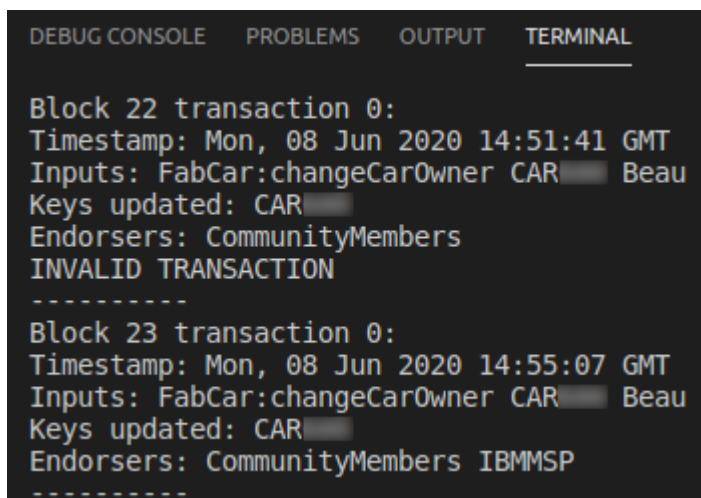 DEBUG CONSOLE PROBLEMS OUTPUT TERMINAL
Block 22 transaction 0:
Timestamp: Mon, 08 Jun 2020 14:51:41 GMT
Inputs: FabCar:changeCarOwner CAR Beau
Keys updated: CAR
Endorsers: CommunityMembers
INVALID TRANSACTION
----------
Block 23 transaction 0:
Timestamp: Mon, 08 Jun 2020 14:55:07 GMT
Inputs: FabCar:changeCarOwner CAR Beau
Keys updated: CAR
Endorsers: CommunityMembers IBMMSP
----------